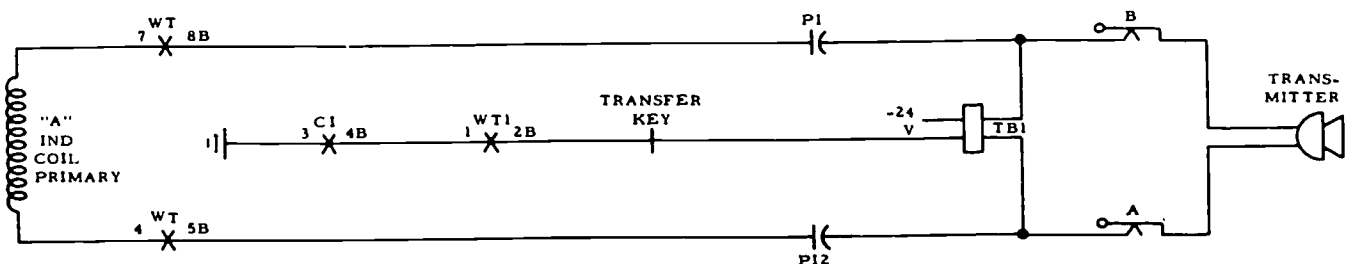 WT
7 8B
P1
B
"A"
IND
COIL
PRIMARY
C1
3 4B
WT1
1 2B
TRANSFER
KEY
-24
V
TB1
TRANS-
MITTER
WT
4 5B
P12
A